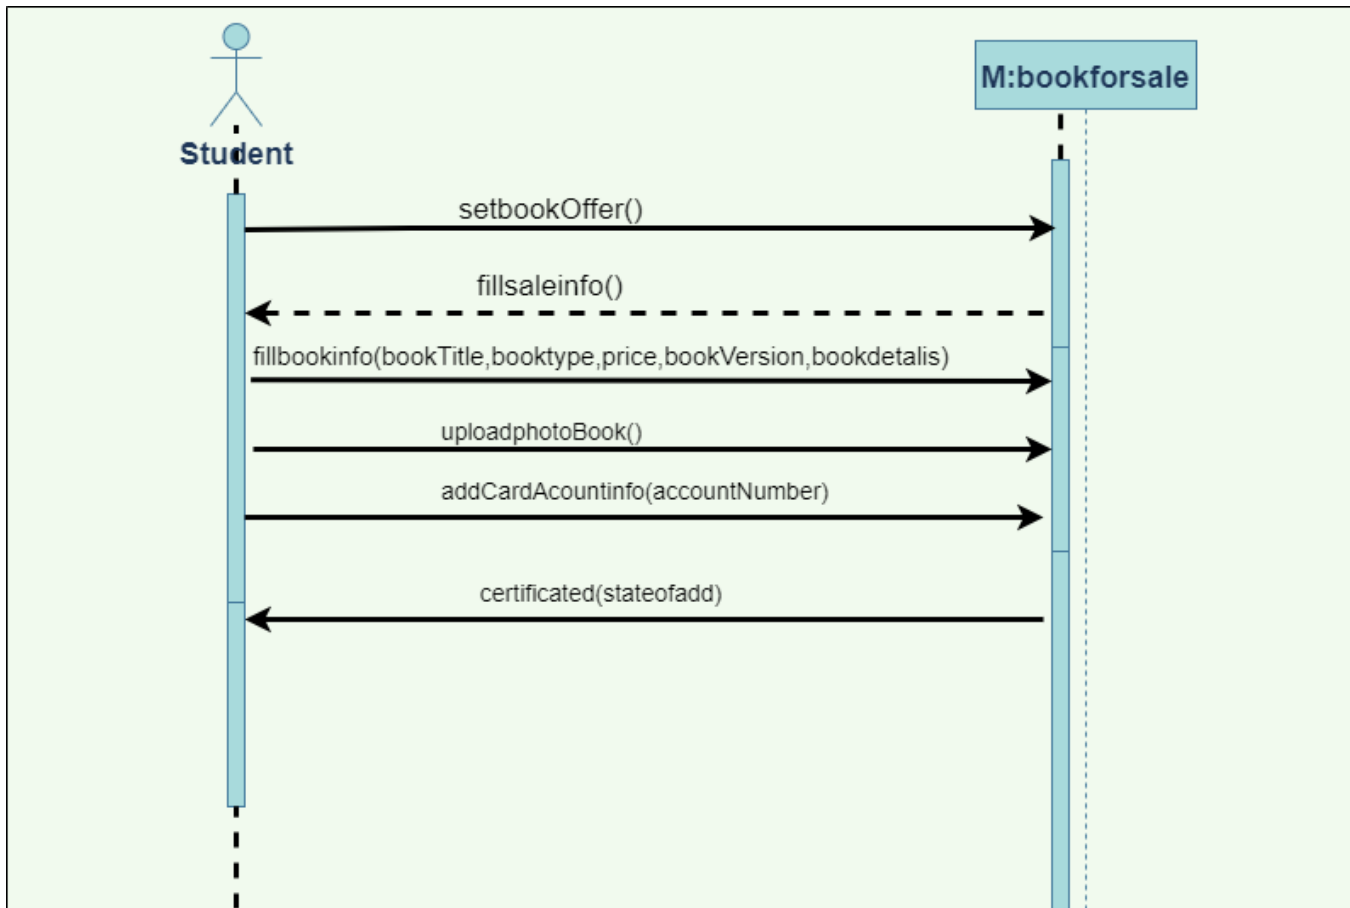 Student
M:bookforsale
setbookOffer()
fillsaleinfo()
fillbookinfo(bookTitle,booktype,price,bookVersion,bookdetalis)
uploadphotoBook()
addCardAcountinfo(accountNumber)
certificated(stateofadd)